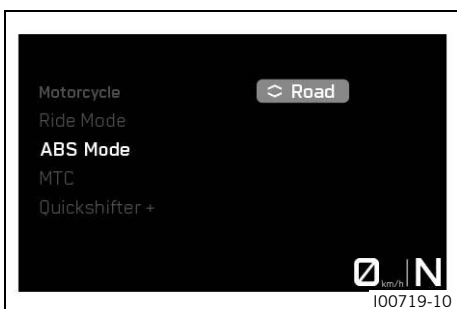 Motorcycle
Road
Ride Mode
ABS Mode
MTC
Quickshifter +
0 km/h N
I00719-10